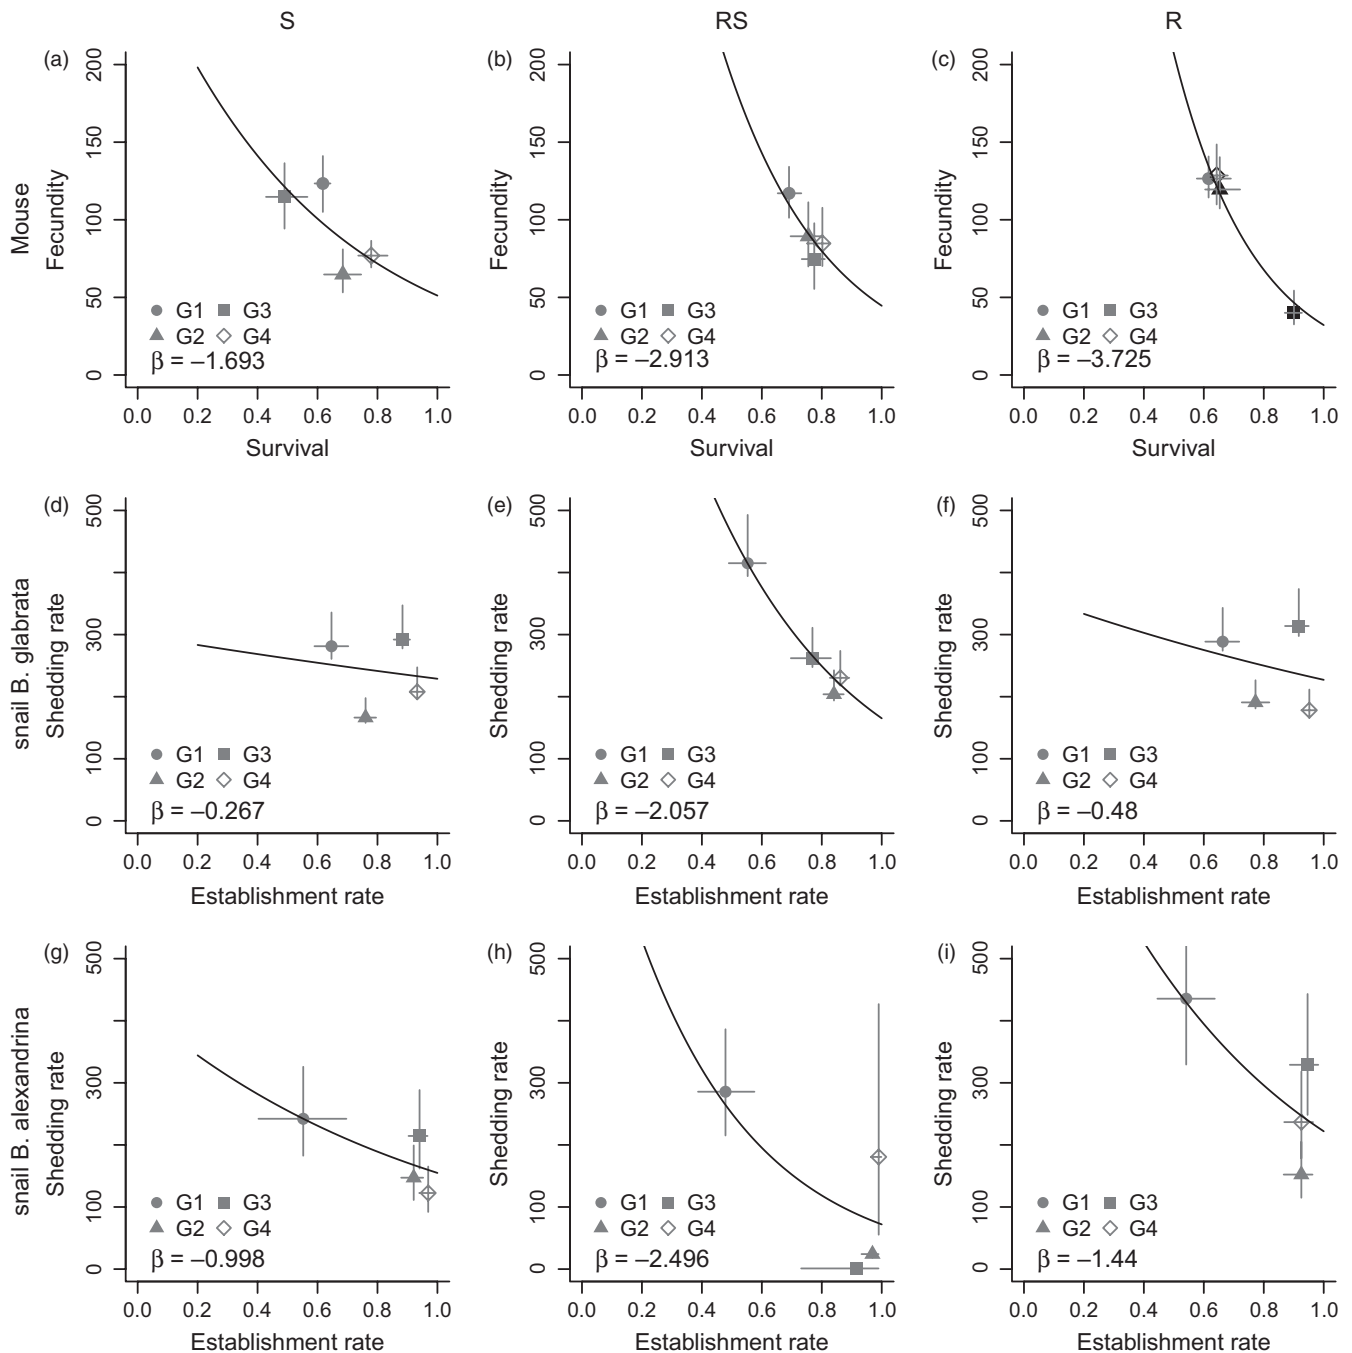 S RS R
(a) (b) (c)
Mouse
Fecundity Fecundity Fecundity
200 200 200
150 150 150
100 100 100
50 50 50
0 0 0
G1 G3 G1 G3 G1 G3
G2 G4 G2 G4 G2 G4
β = –1.693 β = –2.913 β = –3.725
0.0 0.2 0.4 0.6 0.8 1.0 0.0 0.2 0.4 0.6 0.8 1.0 0.0 0.2 0.4 0.6 0.8 1.0
Survival Survival Survival
(d) (e) (f)
snail B. glabrata
Shedding rate Shedding rate Shedding rate
500 500 500
300 300 300
100 100 100
0 0 0
G1 G3 G1 G3 G1 G3
G2 G4 G2 G4 G2 G4
β = –0.267 β = –2.057 β = –0.48
0.0 0.2 0.4 0.6 0.8 1.0 0.0 0.2 0.4 0.6 0.8 1.0 0.0 0.2 0.4 0.6 0.8 1.0
Establishment rate Establishment rate Establishment rate
(g) (h) (i)
snail B. alexandrina
Shedding rate Shedding rate Shedding rate
500 500 500
300 300 300
100 100 100
0 0 0
G1 G3 G1 G3 G1 G3
G2 G4 G2 G4 G2 G4
β = –0.998 β = –2.496 β = –1.44
0.0 0.2 0.4 0.6 0.8 1.0 0.0 0.2 0.4 0.6 0.8 1.0 0.0 0.2 0.4 0.6 0.8 1.0
Establishment rate Establishment rate Establishment rate